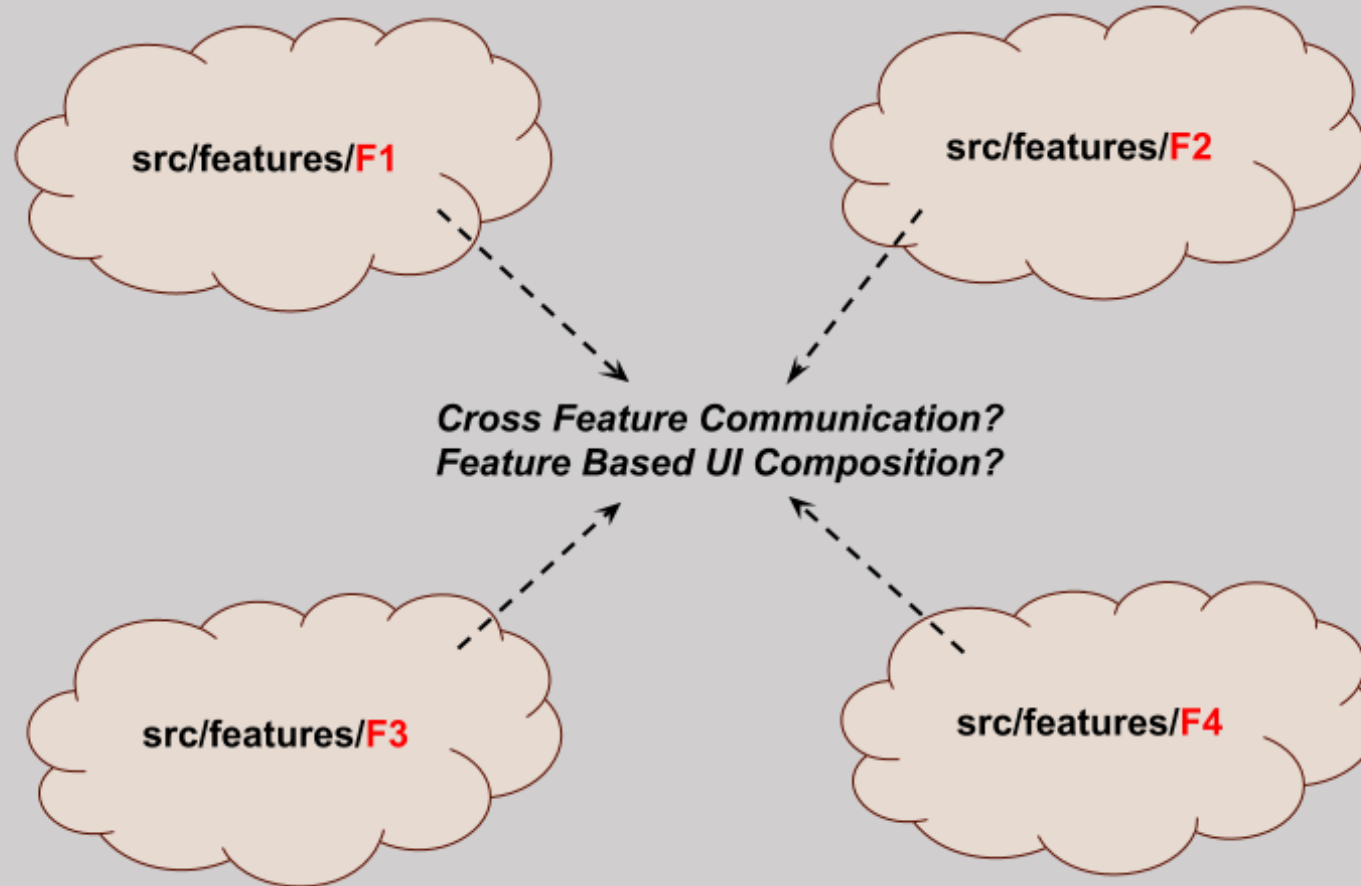 src/features/F1
src/features/F2
Cross Feature Communication?
Feature Based UI Composition?
src/features/F3
src/features/F4